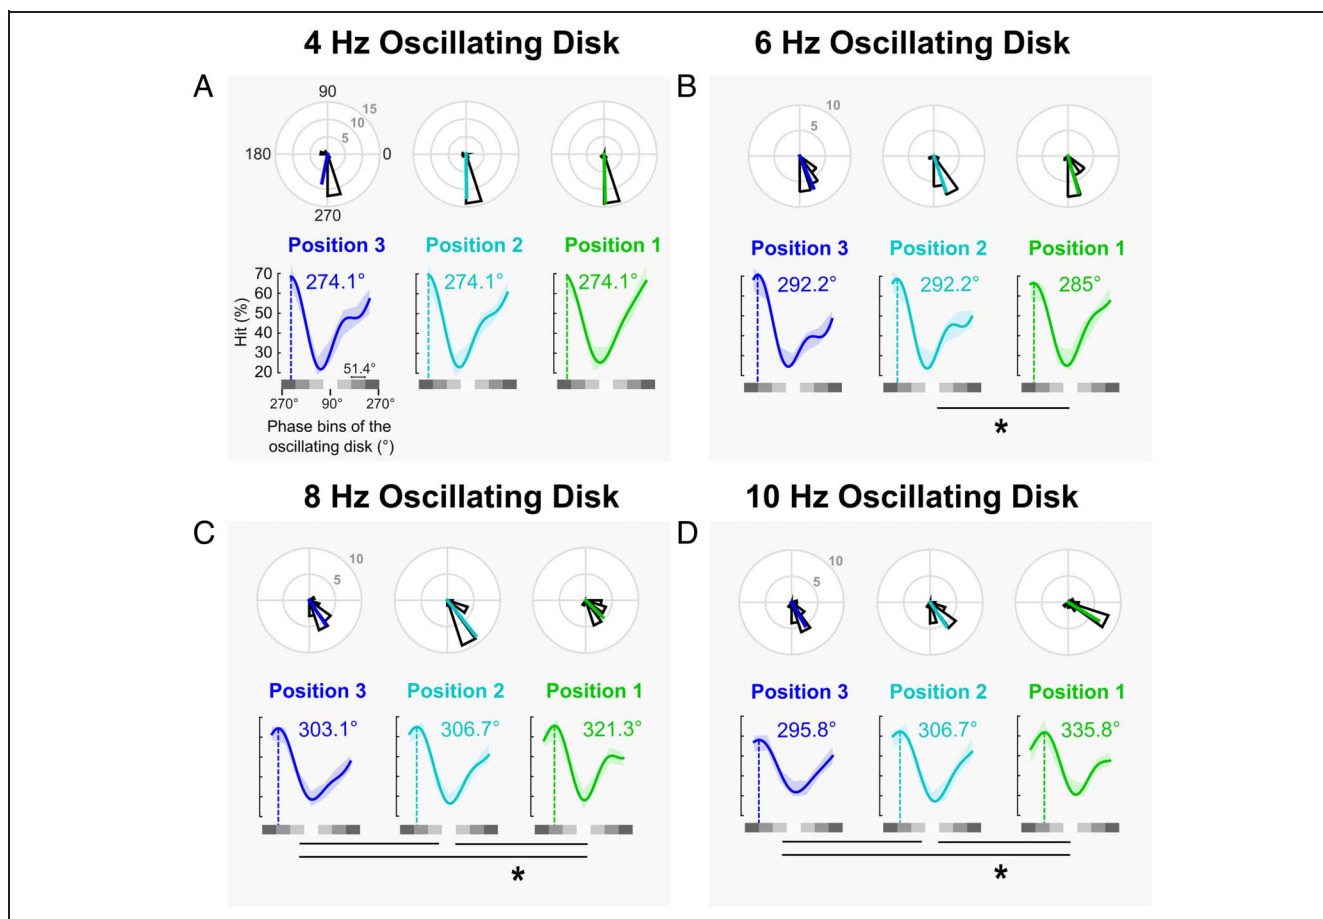 4 Hz Oscillating Disk
A
90
15
10
5
180
0
270
Position 3
Position 2
Position 1
274.1°
274.1°
274.1°
Hit (%)
70
60
50
40
30
20
51.4°
270°
90°
270°
Phase bins of the
oscillating disk (°)
6 Hz Oscillating Disk
B
10
5
Position 3
Position 2
Position 1
292.2°
292.2°
285°
*
8 Hz Oscillating Disk
C
10
5
Position 3
Position 2
Position 1
303.1°
306.7°
321.3°
*
10 Hz Oscillating Disk
D
10
5
Position 3
Position 2
Position 1
295.8°
306.7°
335.8°
*